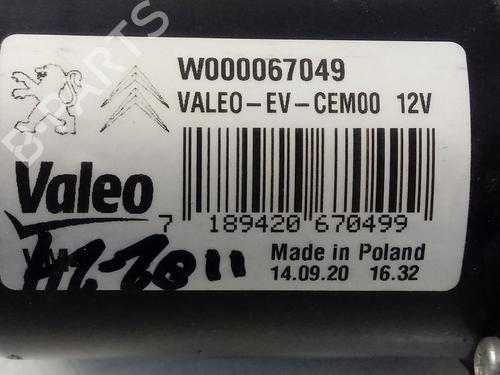 W000067049
VALEO-EV-CEM00 12V
Valeo
7 189420 670499
Made in Poland
14.09.20 16.32